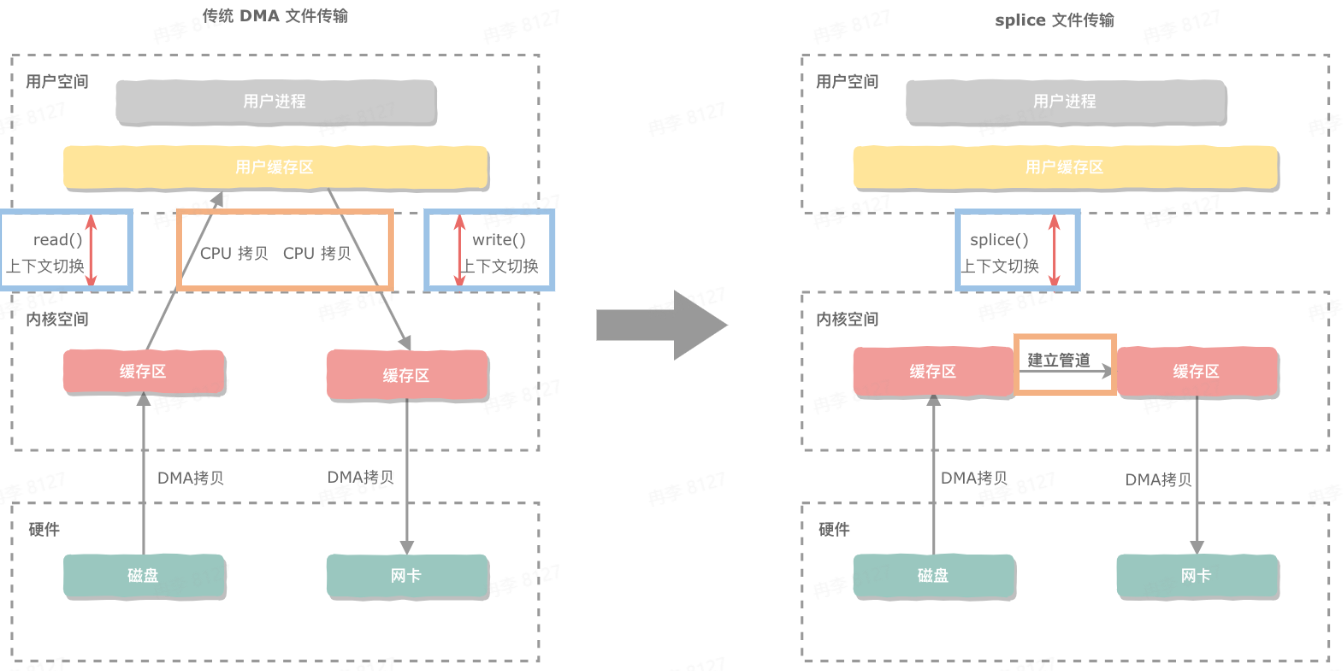 传统 DMA 文件传输
用户空间
用户进程
用户缓存区
read()
上下文切换
CPU 拷贝 CPU 拷贝
write()
上下文切换
内核空间
缓存区
缓存区
DMA拷贝
DMA拷贝
硬件
磁盘
网卡
splice 文件传输
用户空间
用户进程
用户缓存区
splice()
上下文切换
内核空间
缓存区
建立管道
缓存区
DMA拷贝
DMA拷贝
硬件
磁盘
网卡
冉李 8127